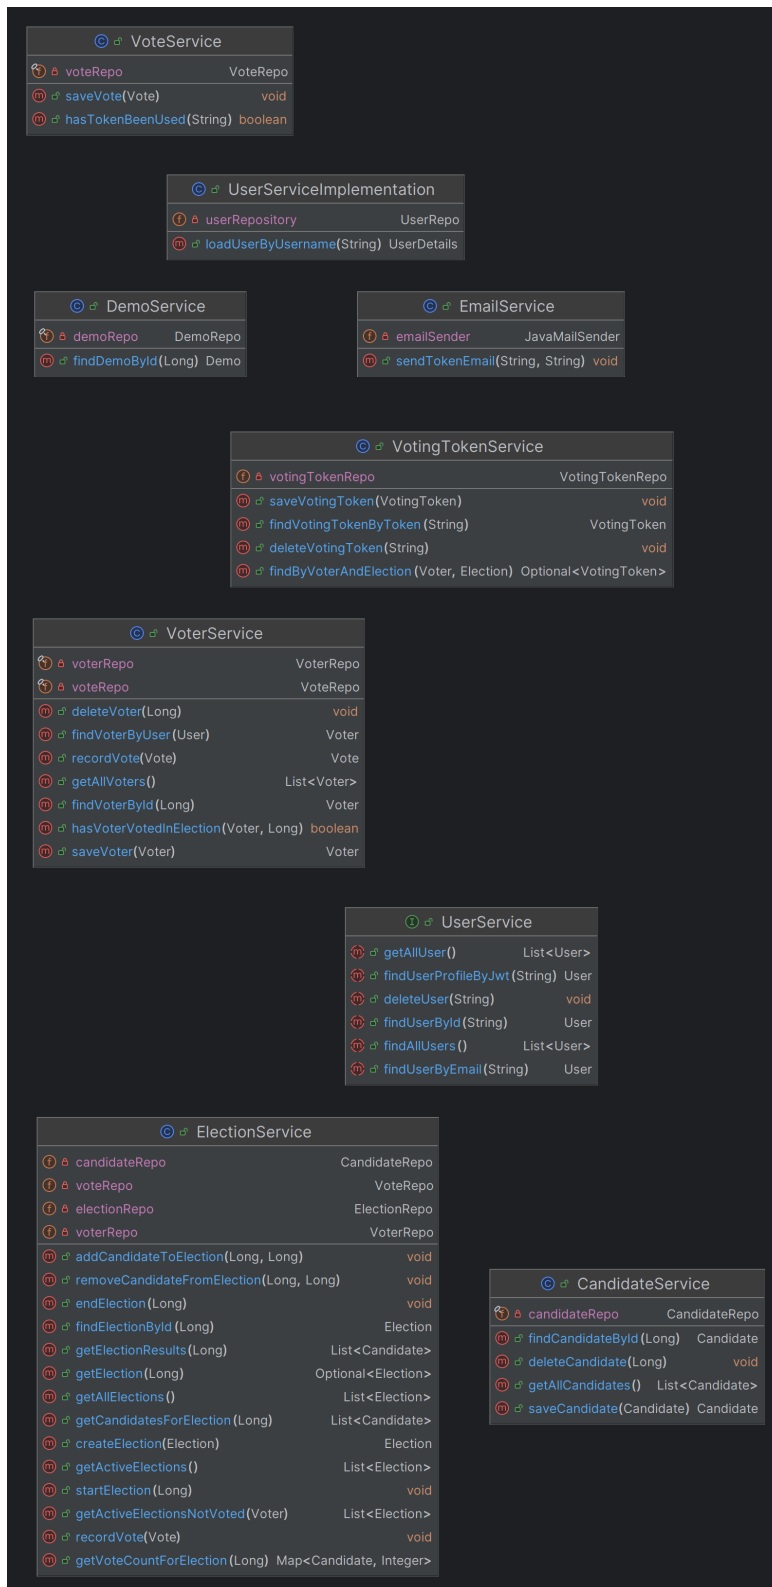 VoteService
voteRepo VoteRepo
saveVote(Vote) void
hasTokenBeenUsed(String) boolean
UserServiceImplementation
userRepository UserRepo
loadUserByUsername(String) UserDetails
DemoService
demoRepo DemoRepo
findDemoById(Long) Demo
EmailService
emailSender JavaMailSender
sendTokenEmail(String, String) void
VotingTokenService
votingTokenRepo VotingTokenRepo
saveVotingToken(VotingToken) void
findVotingTokenByToken(String) VotingToken
deleteVotingToken(String) void
findByVoterAndElection(Voter, Election) Optional<VotingToken>
VoterService
voterRepo VoterRepo
voteRepo VoteRepo
deleteVoter(Long) void
findVoterByUser(User) Voter
recordVote(Vote) Vote
getAllVoters() List<Voter>
findVoterById(Long) Voter
hasVoterVotedInElection(Voter, Long) boolean
saveVoter(Voter) Voter
UserService
getAllUser() List<User>
findUserProfileByJwt(String) User
deleteUser(String) void
findUserById(String) User
findAllUsers() List<User>
findUserByEmail(String) User
ElectionService
candidateRepo CandidateRepo
voteRepo VoteRepo
electionRepo ElectionRepo
voterRepo VoterRepo
addCandidateToElection(Long, Long) void
removeCandidateFromElection(Long, Long) void
endElection(Long) void
findElectionById(Long) Election
getElectionResults(Long) List<Candidate>
getElection(Long) Optional<Election>
getAllElections() List<Election>
getCandidatesForElection(Long) List<Candidate>
createElection(Election) Election
getActiveElections() List<Election>
startElection(Long) void
getActiveElectionsNotVoted(Voter) List<Election>
recordVote(Vote) void
getVoteCountForElection(Long) Map<Candidate, Integer>
CandidateService
candidateRepo CandidateRepo
findCandidateById(Long) Candidate
deleteCandidate(Long) void
getAllCandidates() List<Candidate>
saveCandidate(Candidate) Candidate